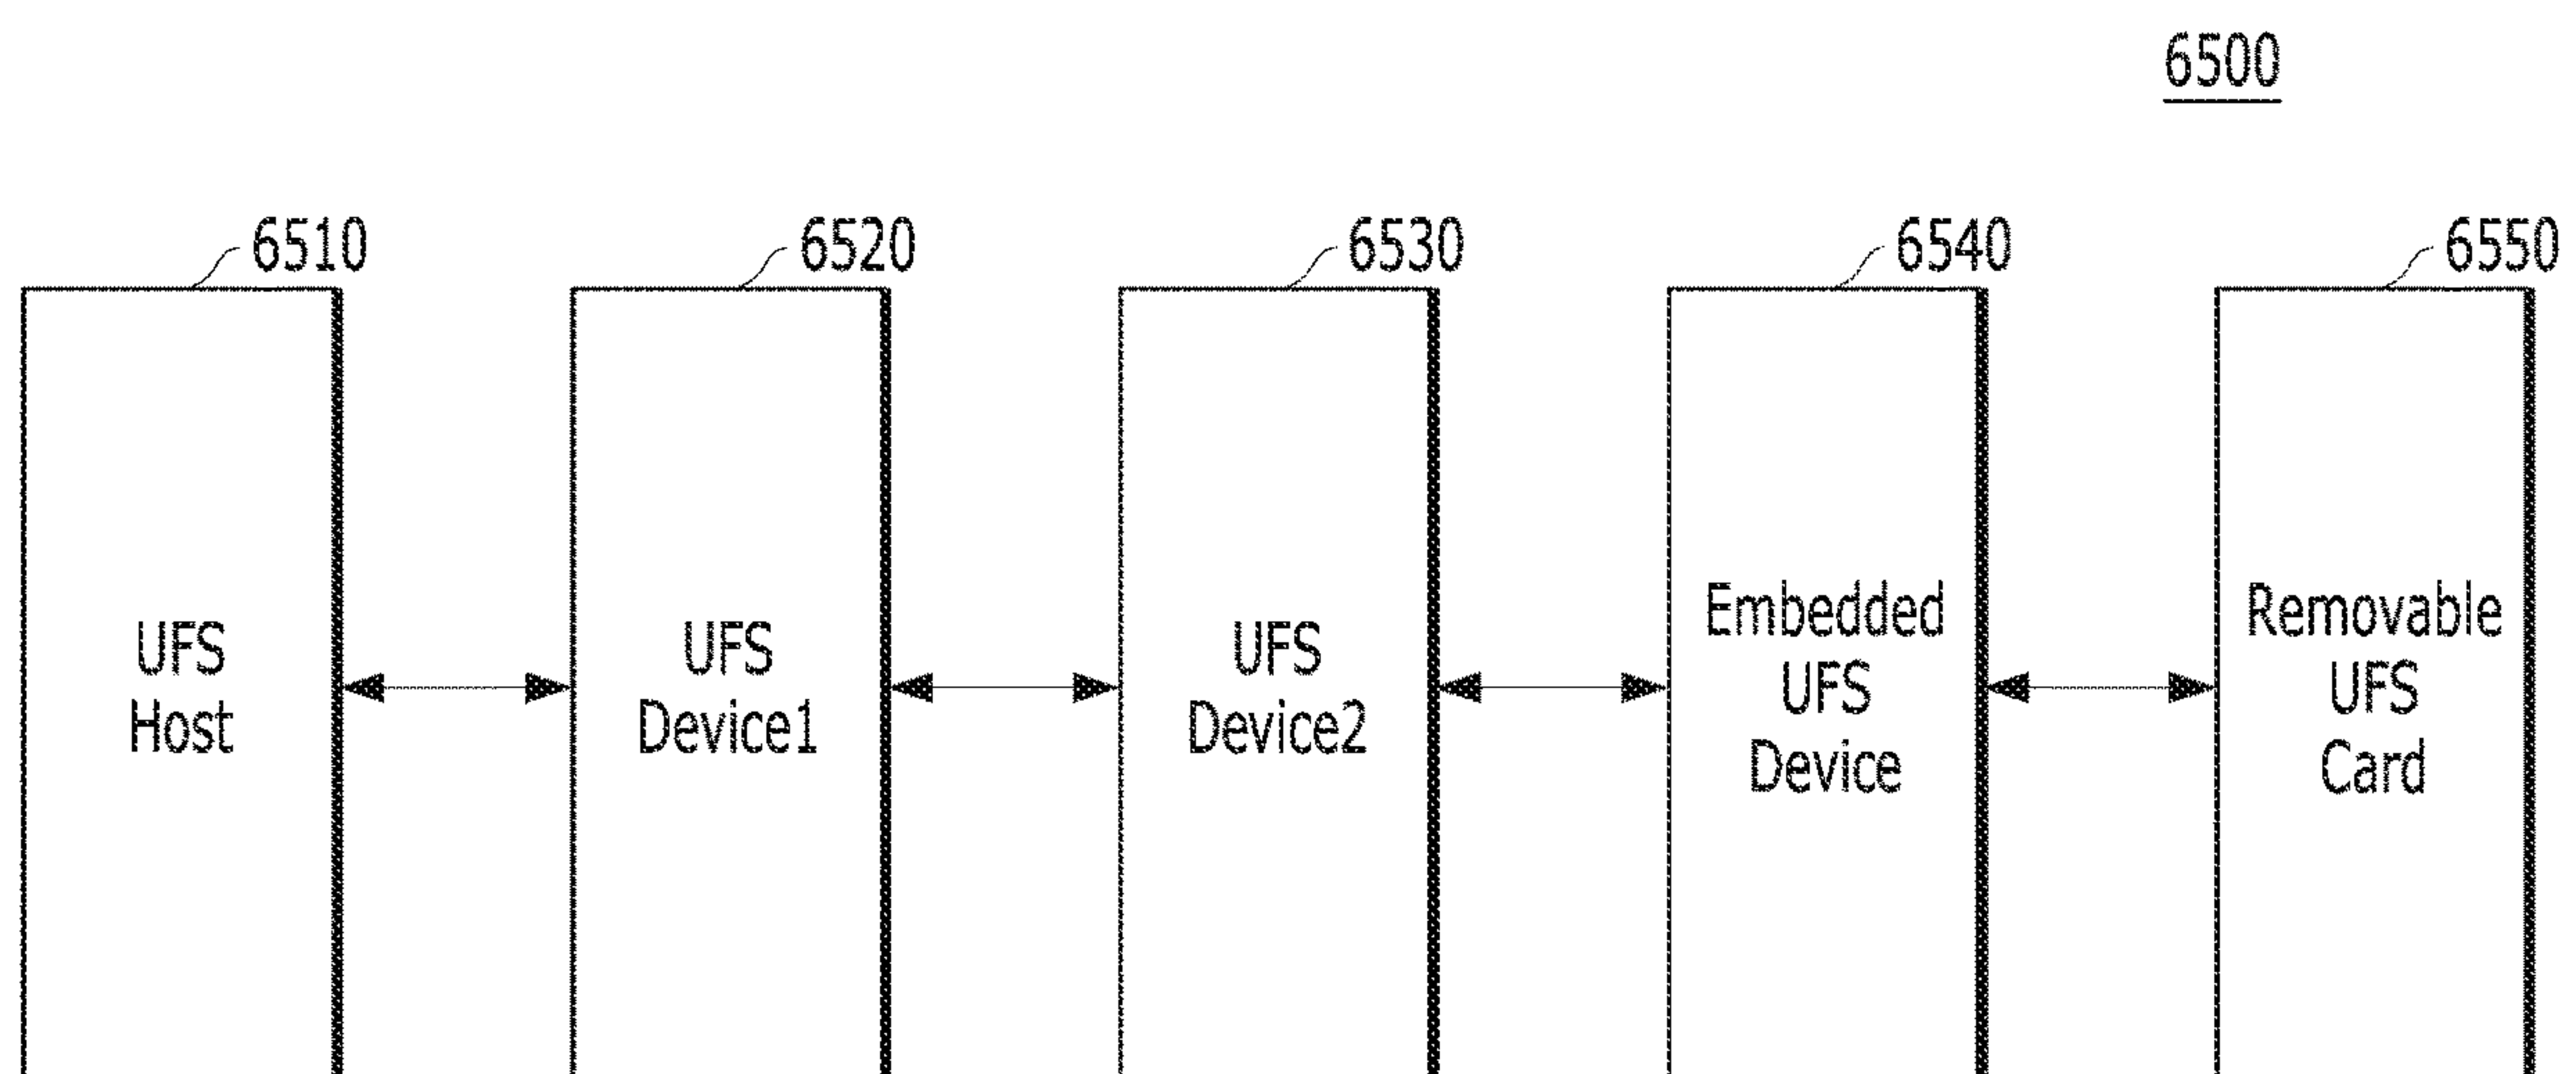 6500
6510
6520
6530
6540
6550
UFS
Host
UFS
Device1
UFS
Device2
Embedded
UFS
Device
Removable
UFS
Card